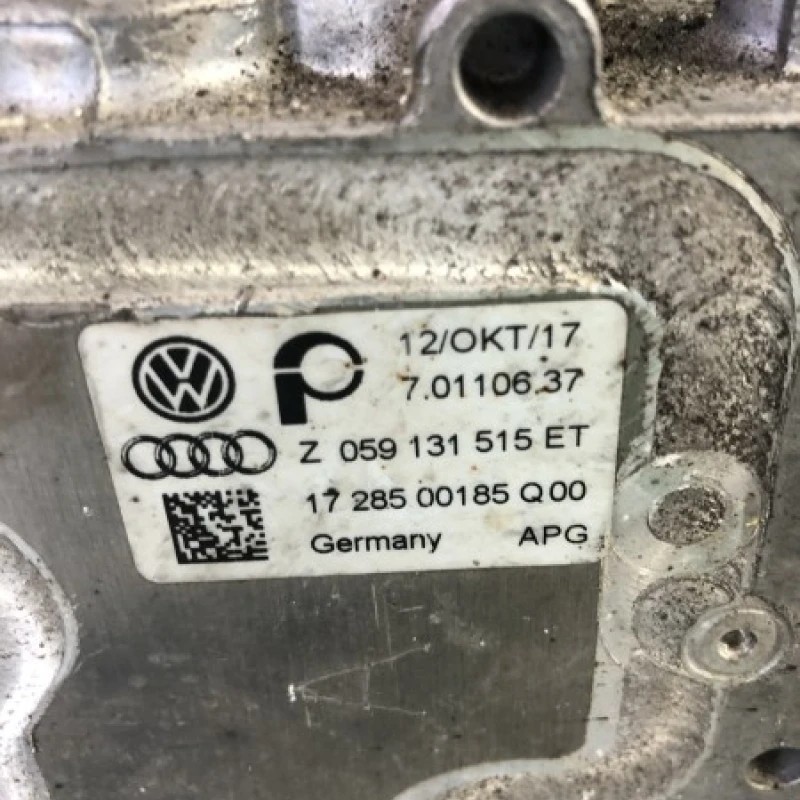 12/OKT/17
7.01106.37
Z 059 131 515 ET
17 285 00185 Q00
Germany APG